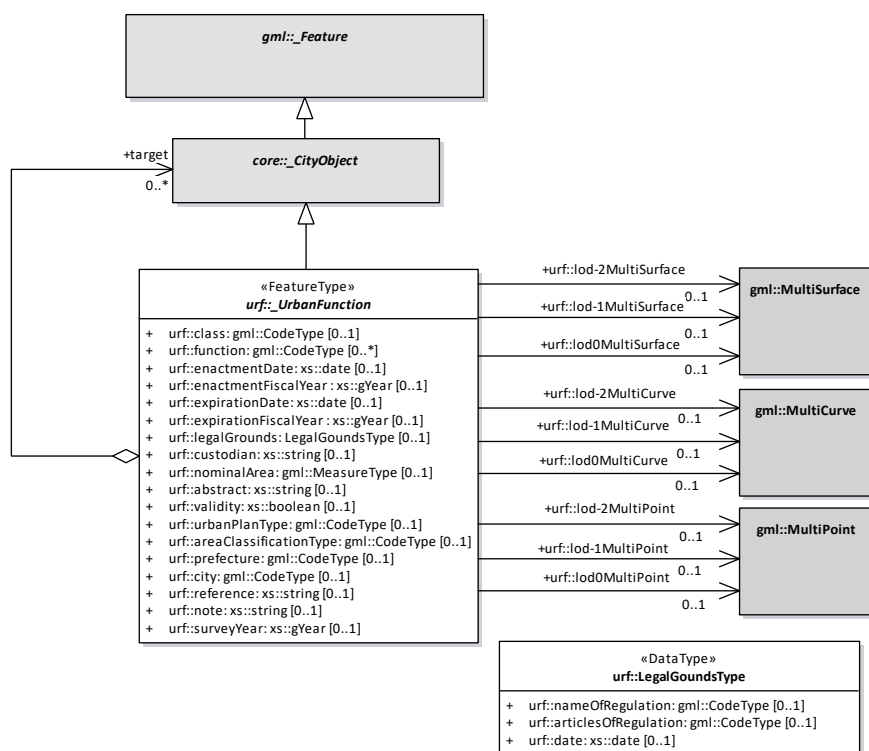 gml::_Feature
core::_CityObject
+target
0..*
«FeatureType»
urf::_UrbanFunction
+ urf::class: gml::CodeType [0..1]
+ urf::function: gml::CodeType [0..*]
+ urf::enactmentDate: xs::date [0..1]
+ urf::enactmentFiscalYear: xs::gYear [0..1]
+ urf::expirationDate: xs::date [0..1]
+ urf::expirationFiscalYear: xs::gYear [0..1]
+ urf::legalGrounds: LegalGoundsType [0..1]
+ urf::custodian: xs::string [0..1]
+ urf::nominalArea: gml::MeasureType [0..1]
+ urf::abstract: xs::string [0..1]
+ urf::validity: xs::boolean [0..1]
+ urf::urbanPlanType: gml::CodeType [0..1]
+ urf::areaClassificationType: gml::CodeType [0..1]
+ urf::prefecture: gml::CodeType [0..1]
+ urf::city: gml::CodeType [0..1]
+ urf::reference: xs::string [0..1]
+ urf::note: xs::string [0..1]
+ urf::surveyYear: xs::gYear [0..1]
+urf::lod-2MultiSurface
0..1
+urf::lod-1MultiSurface
0..1
+urf::lod0MultiSurface
0..1
gml::MultiSurface
+urf::lod-2MultiCurve
0..1
+urf::lod-1MultiCurve
0..1
+urf::lod0MultiCurve
0..1
gml::MultiCurve
+urf::lod-2MultiPoint
0..1
+urf::lod-1MultiPoint
0..1
+urf::lod0MultiPoint
0..1
gml::MultiPoint
«DataType»
urf::LegalGoundsType
+ urf::nameOfRegulation: gml::CodeType [0..1]
+ urf::articlesOfRegulation: gml::CodeType [0..1]
+ urf::date: xs::date [0..1]